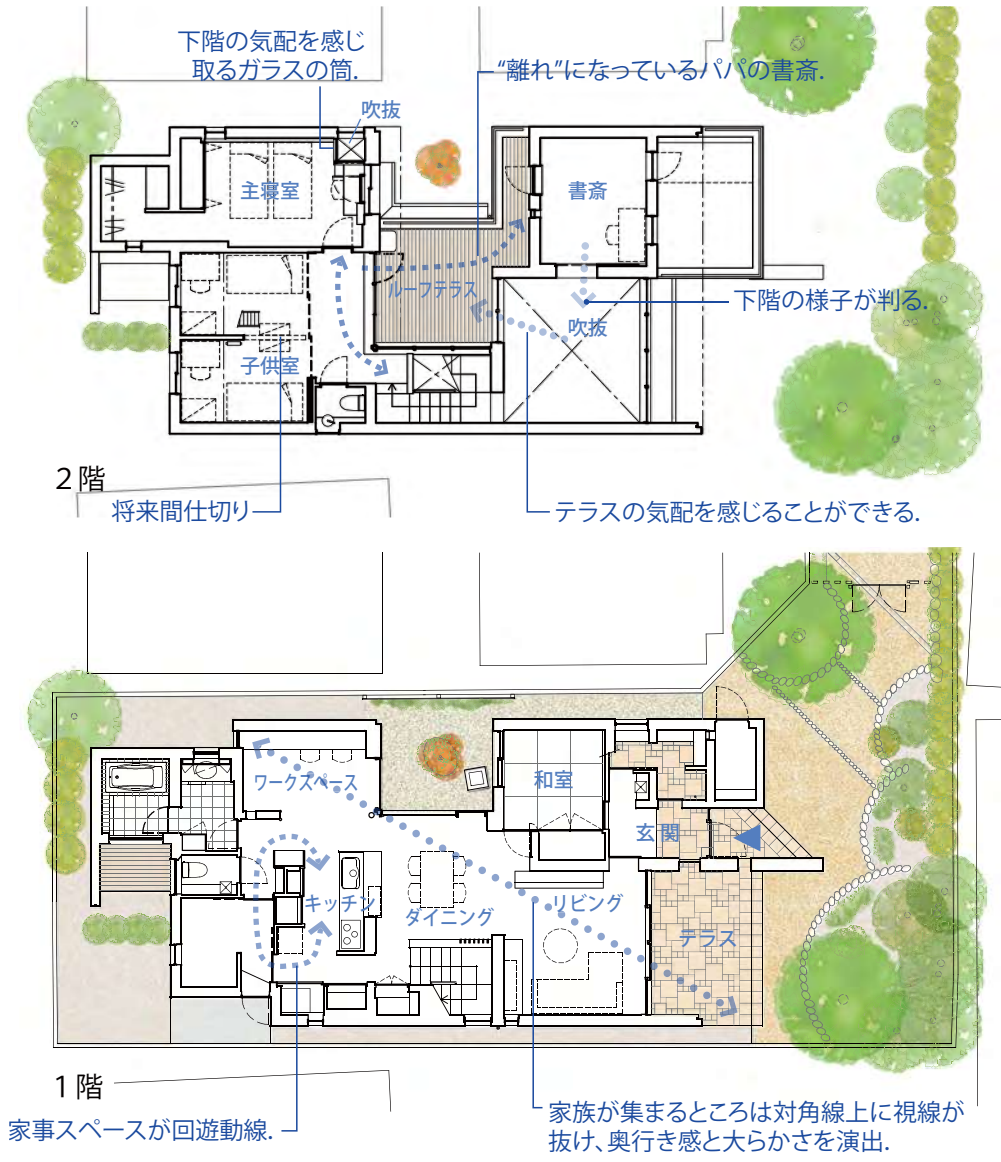 下階の気配を感じ
取るガラスの筒.
“離れ”になっているパパの書斎.
吹抜
主寝室
書斎
ルーフテラス
下階の様子が判る.
吹抜
子供室
2階
将来間仕切り
テラスの気配を感じることができる.
ワークスペース
和室
玄関
キッチン
ダイニング
リビング
テラス
1階
家事スペースが回遊動線.
家族が集まるところは対角線上に視線が
抜け、奥行き感と大らかさを演出.